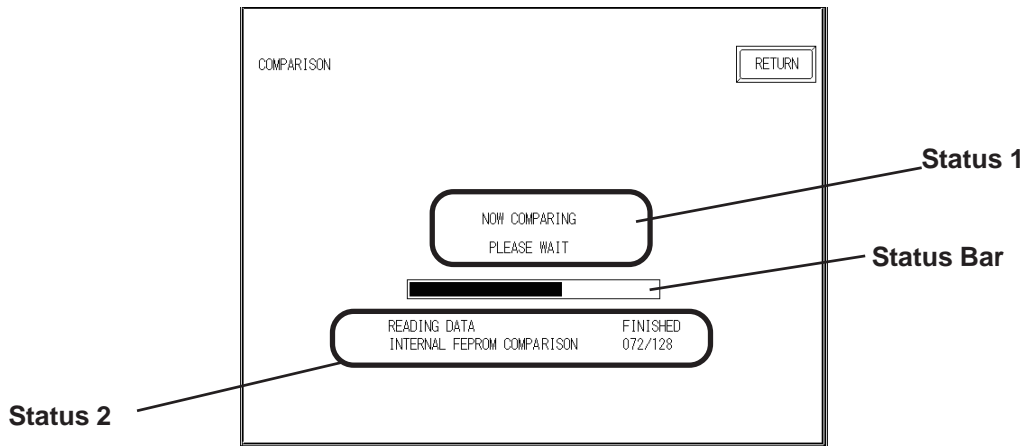 COMPARISON
RETURN
Status 1
NOW COMPARING
PLEASE WAIT
Status Bar
READING DATA FINISHED
INTERNAL FEPROM COMPARISON 072/128
Status 2